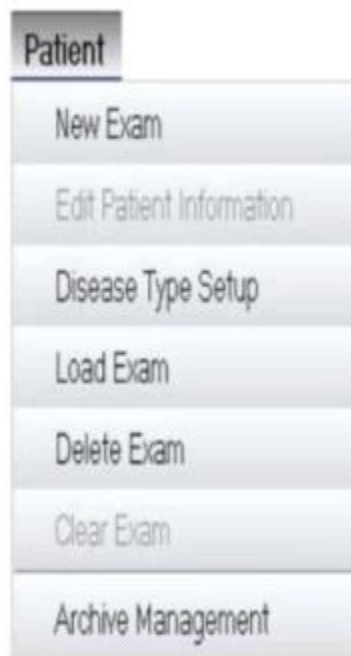 Patient
New Exam
Edit Patient Information
Disease Type Setup
Load Exam
Delete Exam
Clear Exam
Archive Management